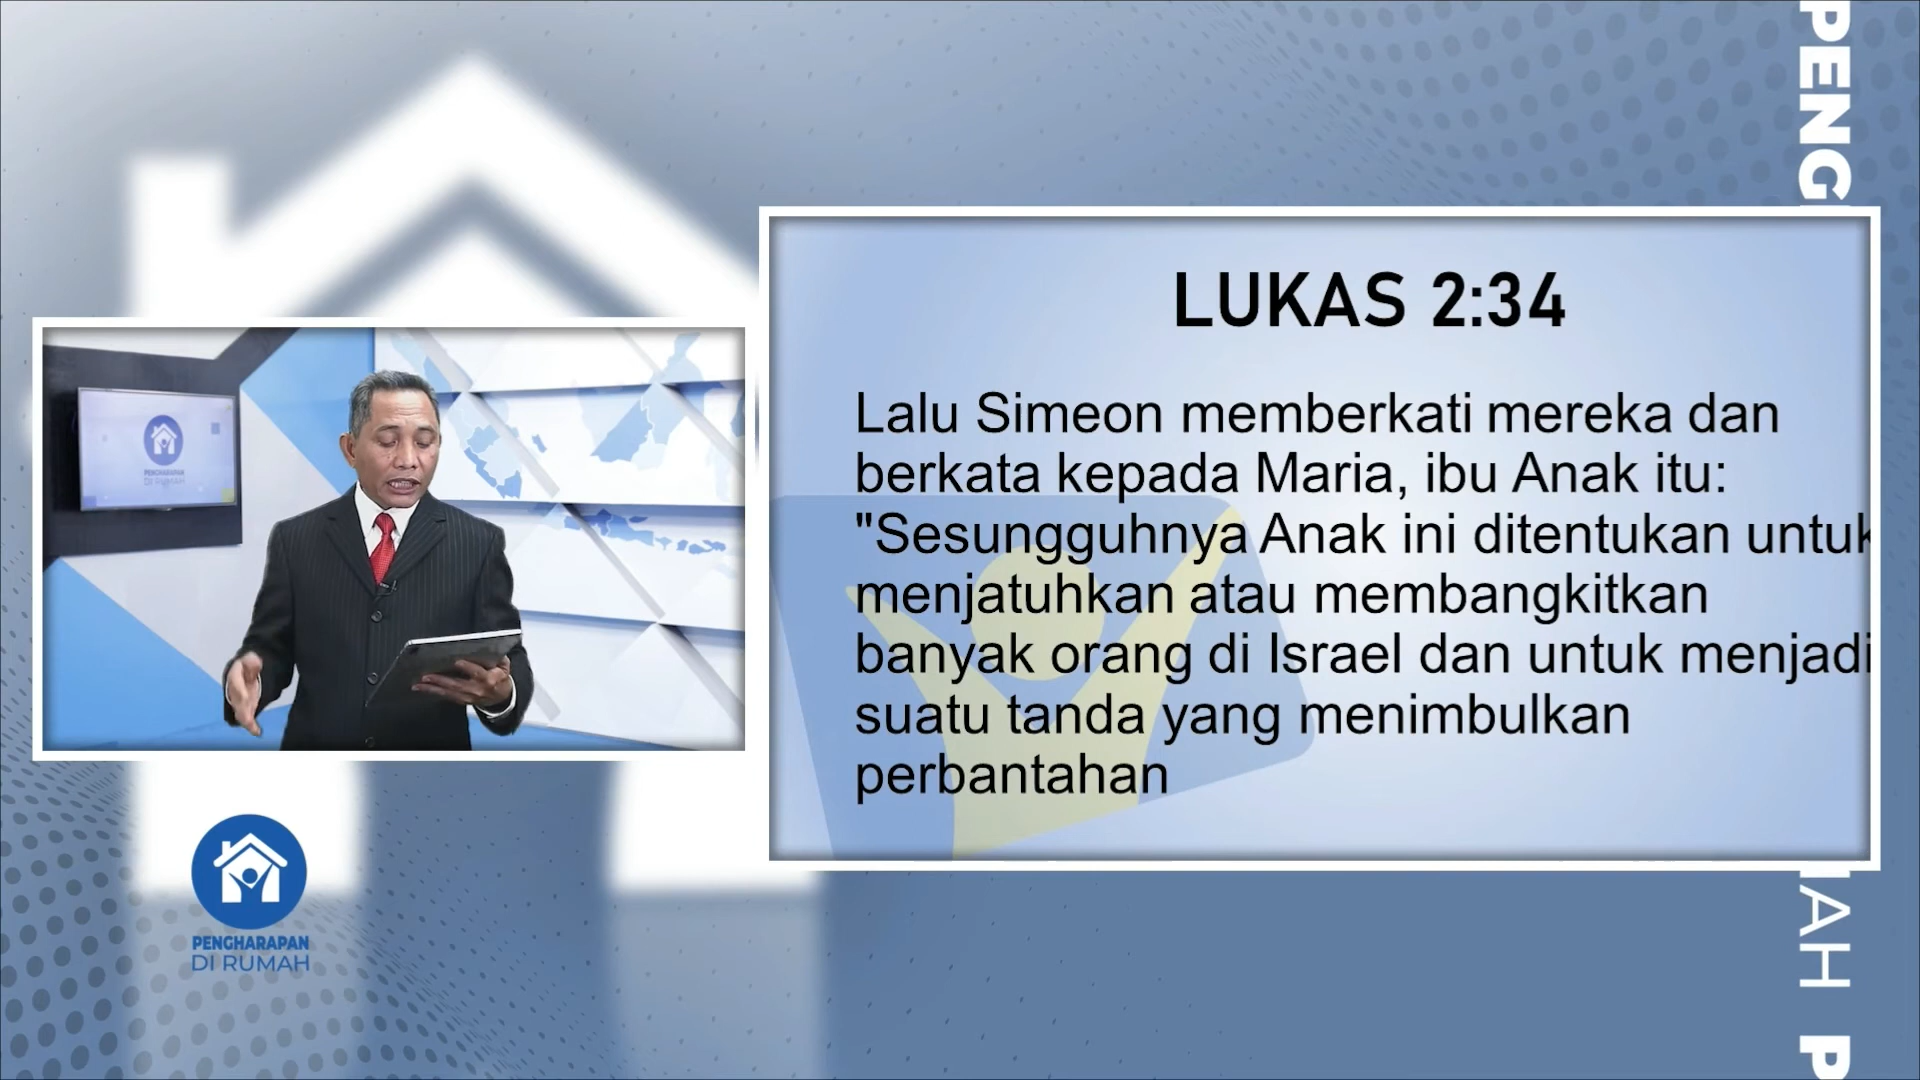 PENG
LUKAS 2:34
Lalu Simeon memberkati mereka dan
berkata kepada Maria, ibu Anak itu:
"Sesungguhnya Anak ini ditentukan untuk
menjatuhkan atau membangkitkan
banyak orang di Israel dan untuk menjadi
suatu tanda yang menimbulkan
perbantahan
PENGHARAPAN
DI RUMAH
PENGHARAPAN
DI RUMAH
AH
P